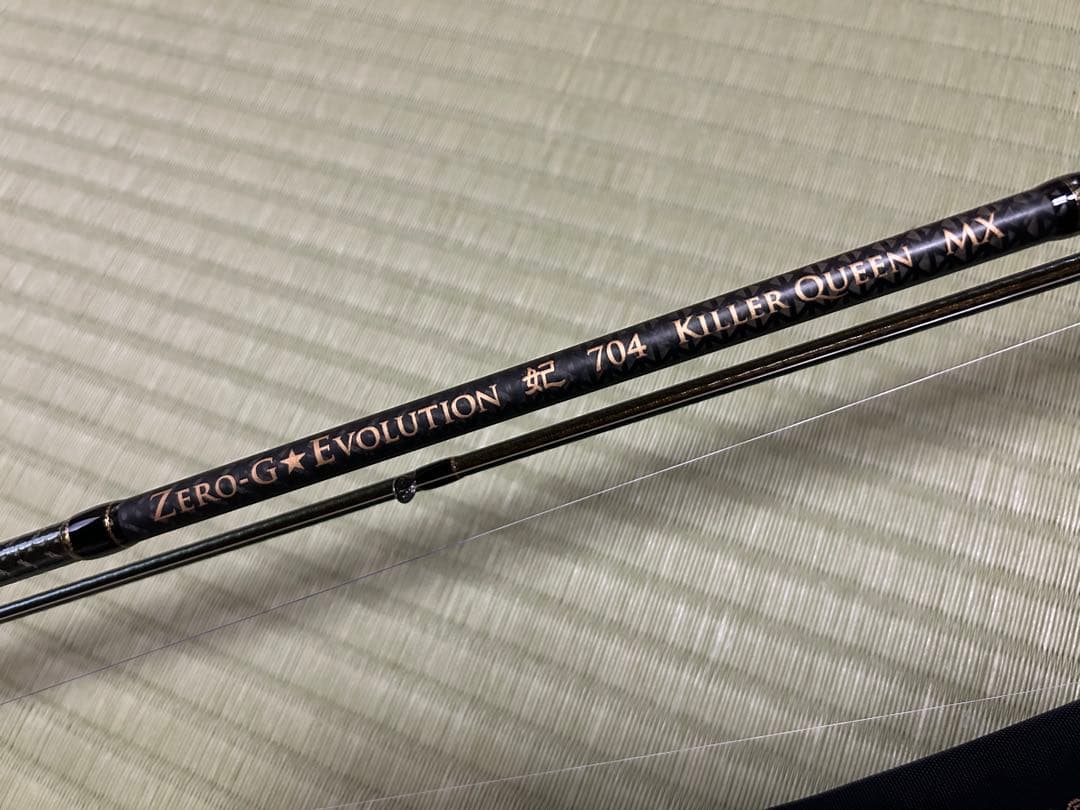 ZERO-G★EVOLUTION 妃 704 KILLER QUEEN MX